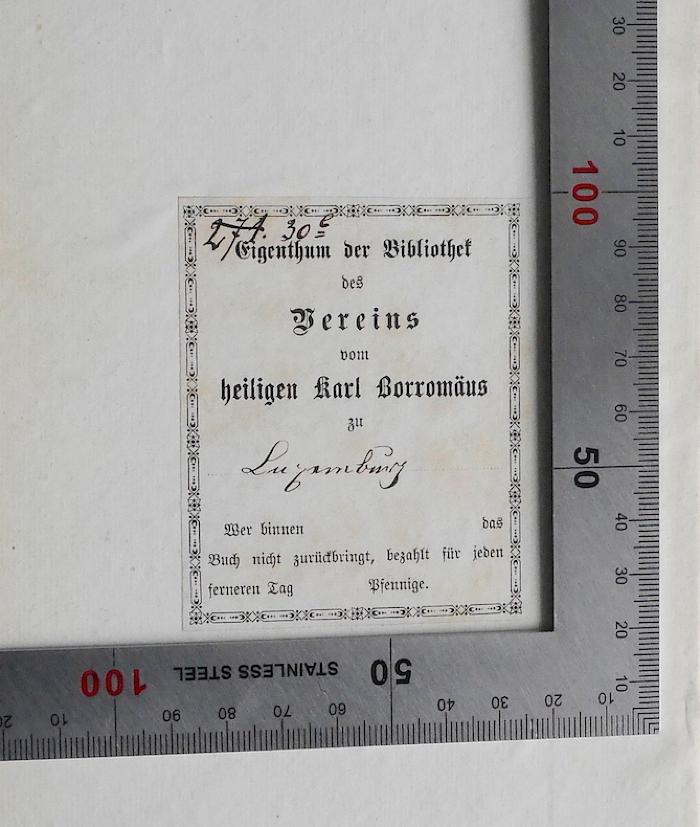 274. 30e
Eigenthum der Bibliothek
des
Vereins
vom
heiligen Karl Borromäus
zu
Luxemburg
Wer binnen das
Buch nicht zurückbringt, bezahlt für jeden
ferneren Tag Pfennige.
30
20
10
100
90
80
70
60
50
40
30
20
10
STAINLESS STEEL
20 10 100 90 80 70 60 50 40 30 20 10